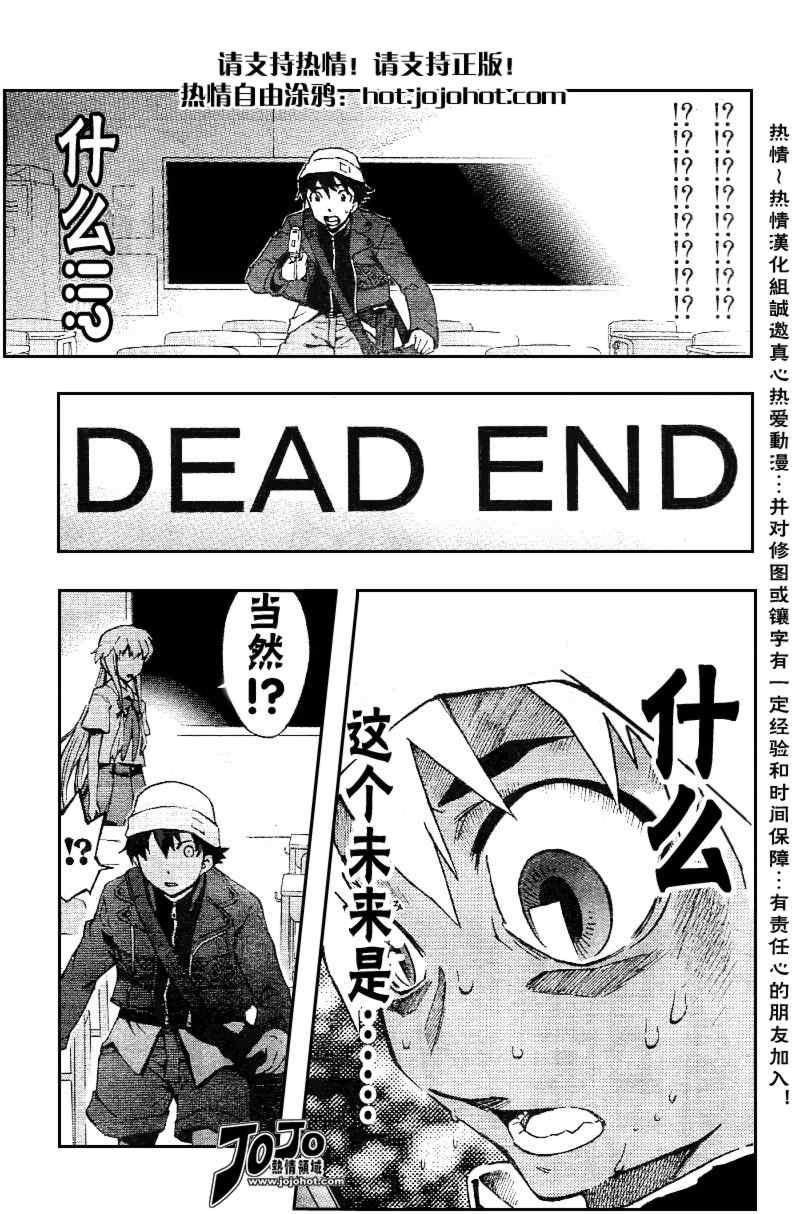 请支持热情！请支持正版！
热情自由涂鸦：hot.jojohot.com
!?!?!?!?!?!?!?!?
!?!?!?!?!?!?!?!?
什么!!!?
DEAD END
什么
这个未来是……
当然!?
!?
JOJO
熱情領域
www.jojohot.com
热情～热情漢化組誠邀真心热爱動漫…并对修图或镶字有一定经验和时间保障…有责任心的朋友加入！